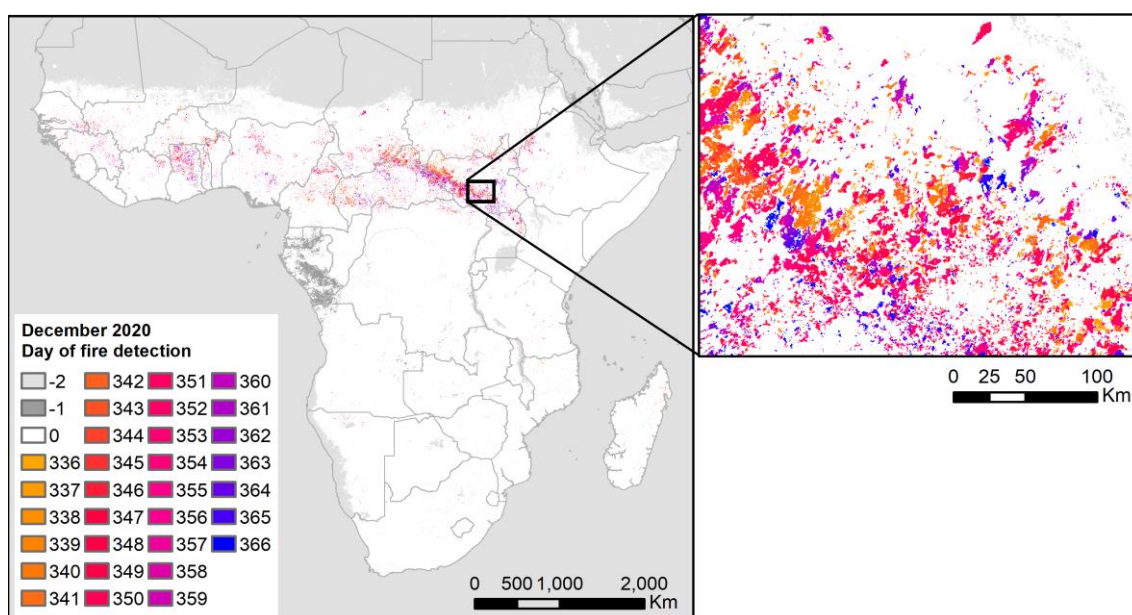 December 2020
Day of fire detection
-2 342 351 360
-1 343 352 361
0 344 353 362
336 345 354 363
337 346 355 364
338 347 356 365
339 348 357 366
340 349 358
341 350 359
0 500 1,000 2,000
Km
0 25 50 100
Km